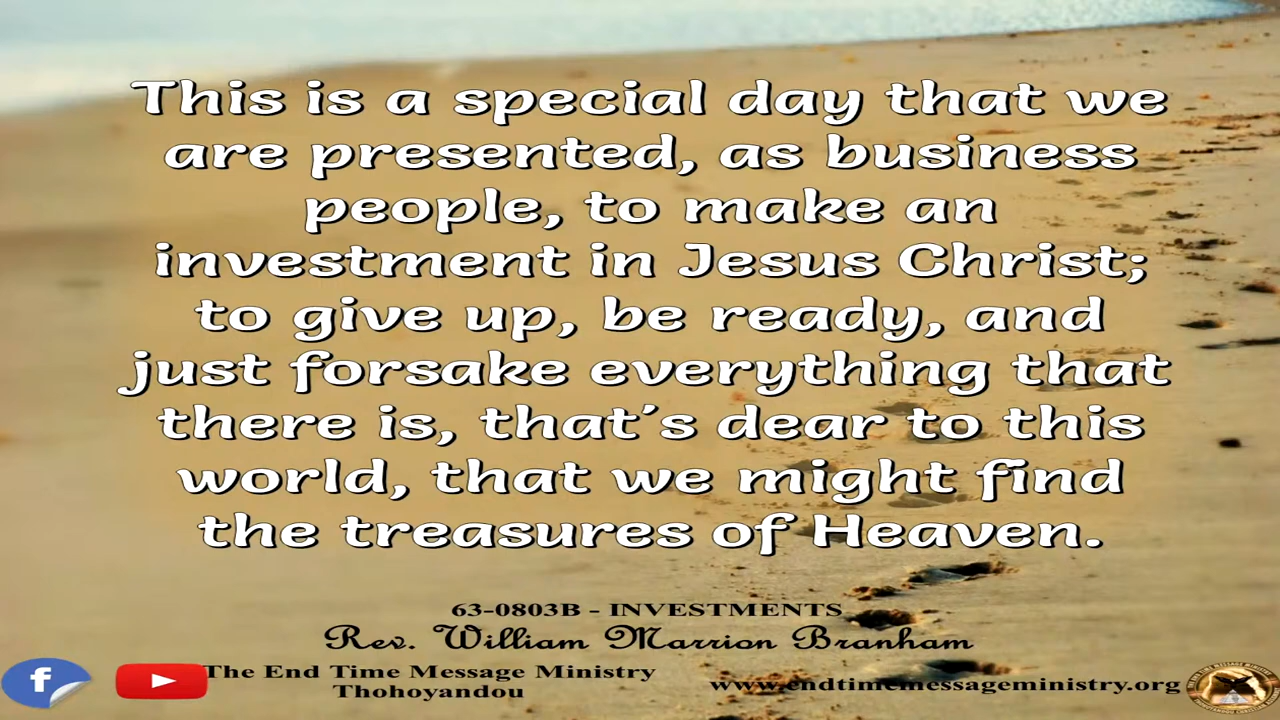 This is a special day that we
are presented, as business
people, to make an
investment in Jesus Christ;
to give up, be ready, and
just forsake everything that
there is, that's dear to this
world, that we might find
the treasures of Heaven.
63-0803B - INVESTMENTS
Rev. William Marrion Branham
The End Time Message Ministry
Thohoyandou
www.endtimemessageministry.org